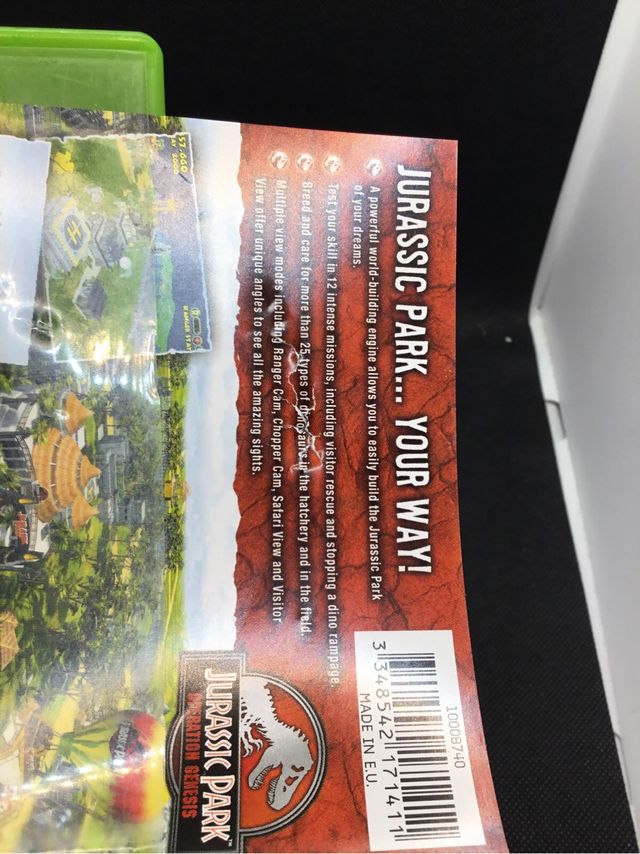 JURASSIC PARK... YOUR WAY!
A powerful world-building engine allows you to easily build the Jurassic Park
of your dreams.
Test your skill in 12 intense missions, including visitor rescue and stopping a dino rampage.
Breed and care for more than 25 types of dinosaurs in the hatchery and in the field.
Multiple view modes including Ranger Cam, Chopper Cam, Safari View and Visitor
View offer unique angles to see all the amazing sights.
10008740
3 348542 171411
MADE IN E.U.
JURASSIC PARK™
OPERATION GENESIS